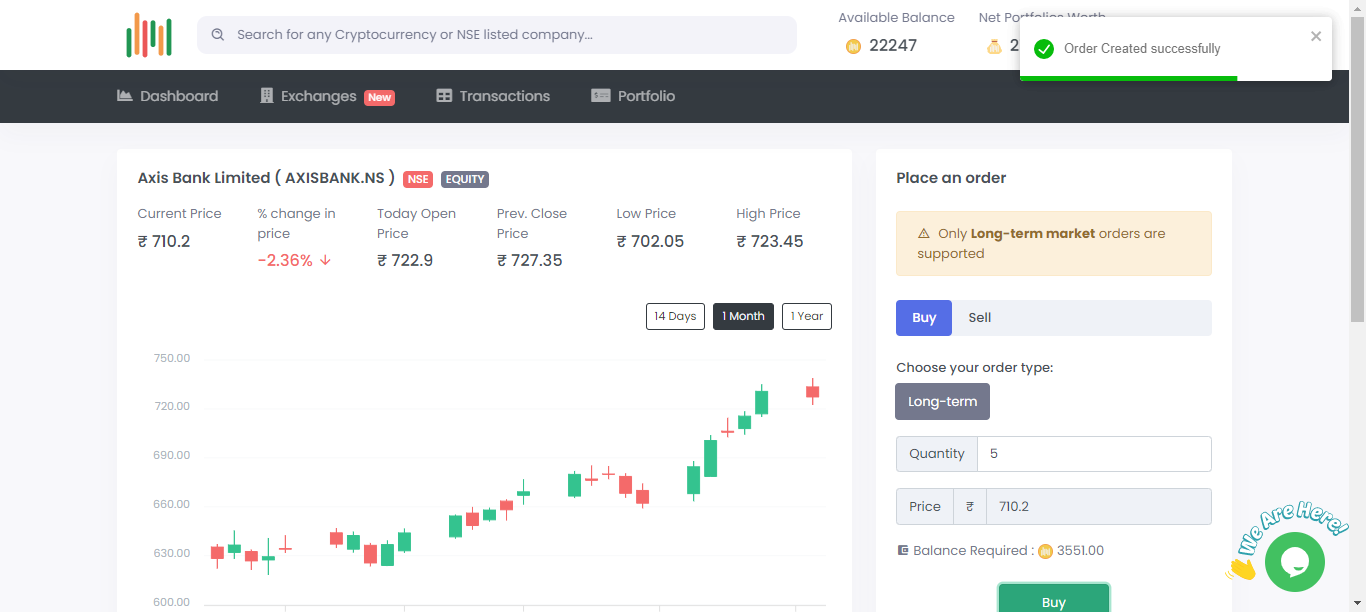 Available Balance
Net Portfolios Worth
Search for any Cryptocurrency or NSE listed company...
22247
2
Order Created successfully
Dashboard
Exchanges New
Transactions
Portfolio
Axis Bank Limited ( AXISBANK.NS ) NSE EQUITY
Current Price
₹ 710.2
% change in
price
-2.36% ↓
Today Open
Price
₹ 722.9
Prev. Close
Price
₹ 727.35
Low Price
₹ 702.05
High Price
₹ 723.45
14 Days
1 Month
1 Year
750.00
720.00
690.00
660.00
630.00
600.00
Place an order
Only Long-term market orders are
supported
Buy
Sell
Choose your order type:
Long-term
Quantity 5
Price ₹ 710.2
Balance Required : 3551.00
Buy
We Are Here!